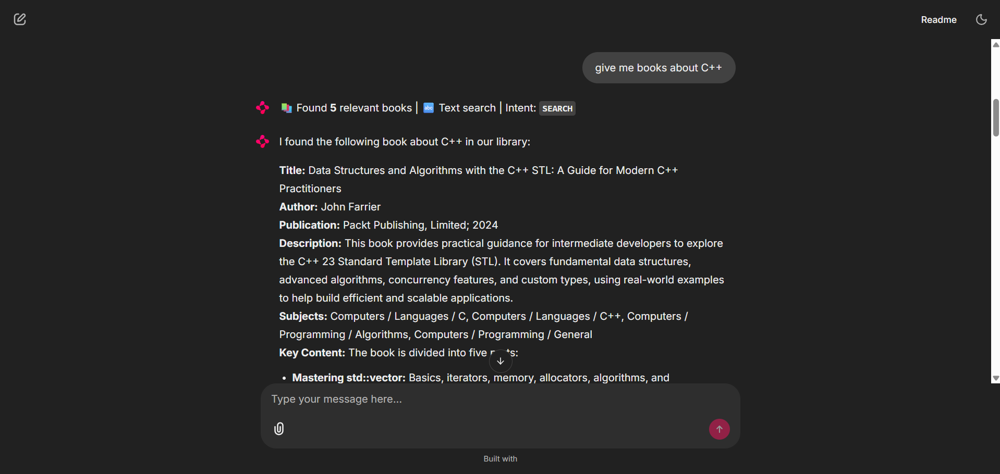 Readme
give me books about C++
Found 5 relevant books | abc Text search | Intent: SEARCH
I found the following book about C++ in our library:
Title: Data Structures and Algorithms with the C++ STL: A Guide for Modern C++
Practitioners
Author: John Farrier
Publication: Packt Publishing, Limited; 2024
Description: This book provides practical guidance for intermediate developers to explore
the C++ 23 Standard Template Library (STL). It covers fundamental data structures,
advanced algorithms, concurrency features, and custom types, using real-world examples
to help build efficient and scalable applications.
Subjects: Computers / Languages / C, Computers / Languages / C++, Computers /
Programming / Algorithms, Computers / Programming / General
Key Content: The book is divided into five
• Mastering std::vector: Basics, iterators, memory, allocators, algorithms, and
Type your message here...
Built with